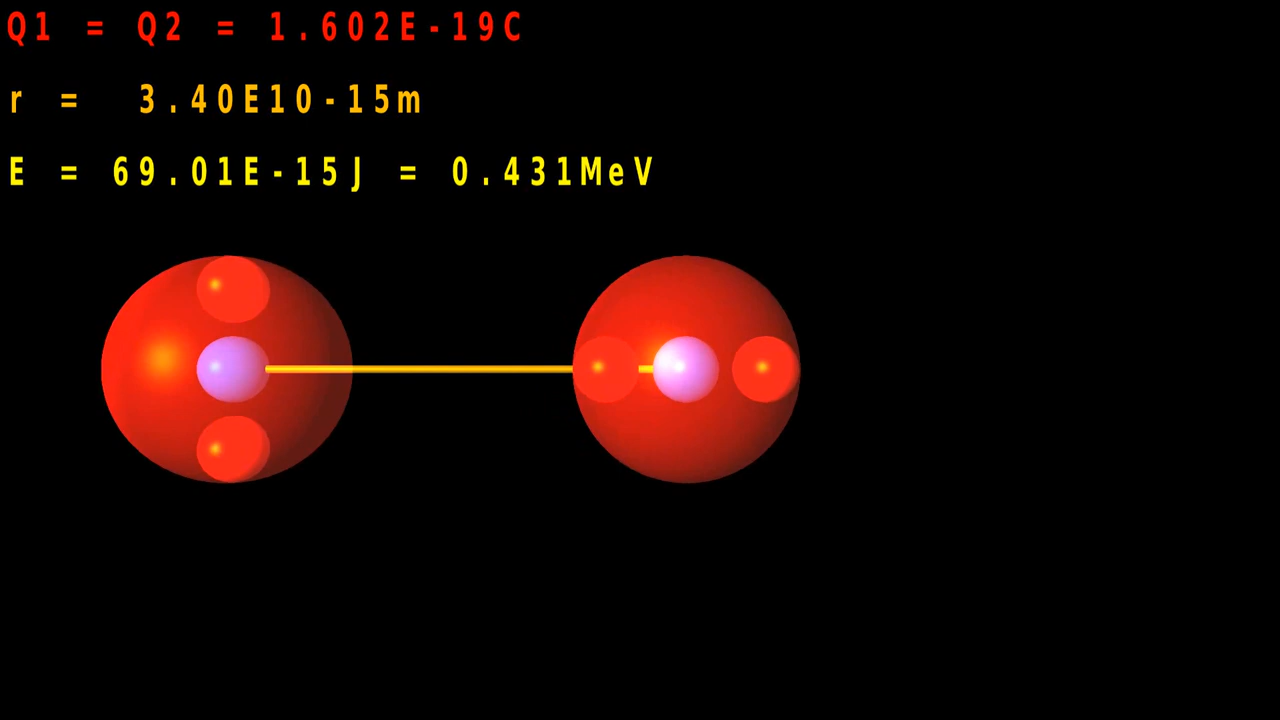 Q1 = Q2 = 1.602E-19C
r = 3.40E10-15m
E = 69.01E-15J = 0.431MeV